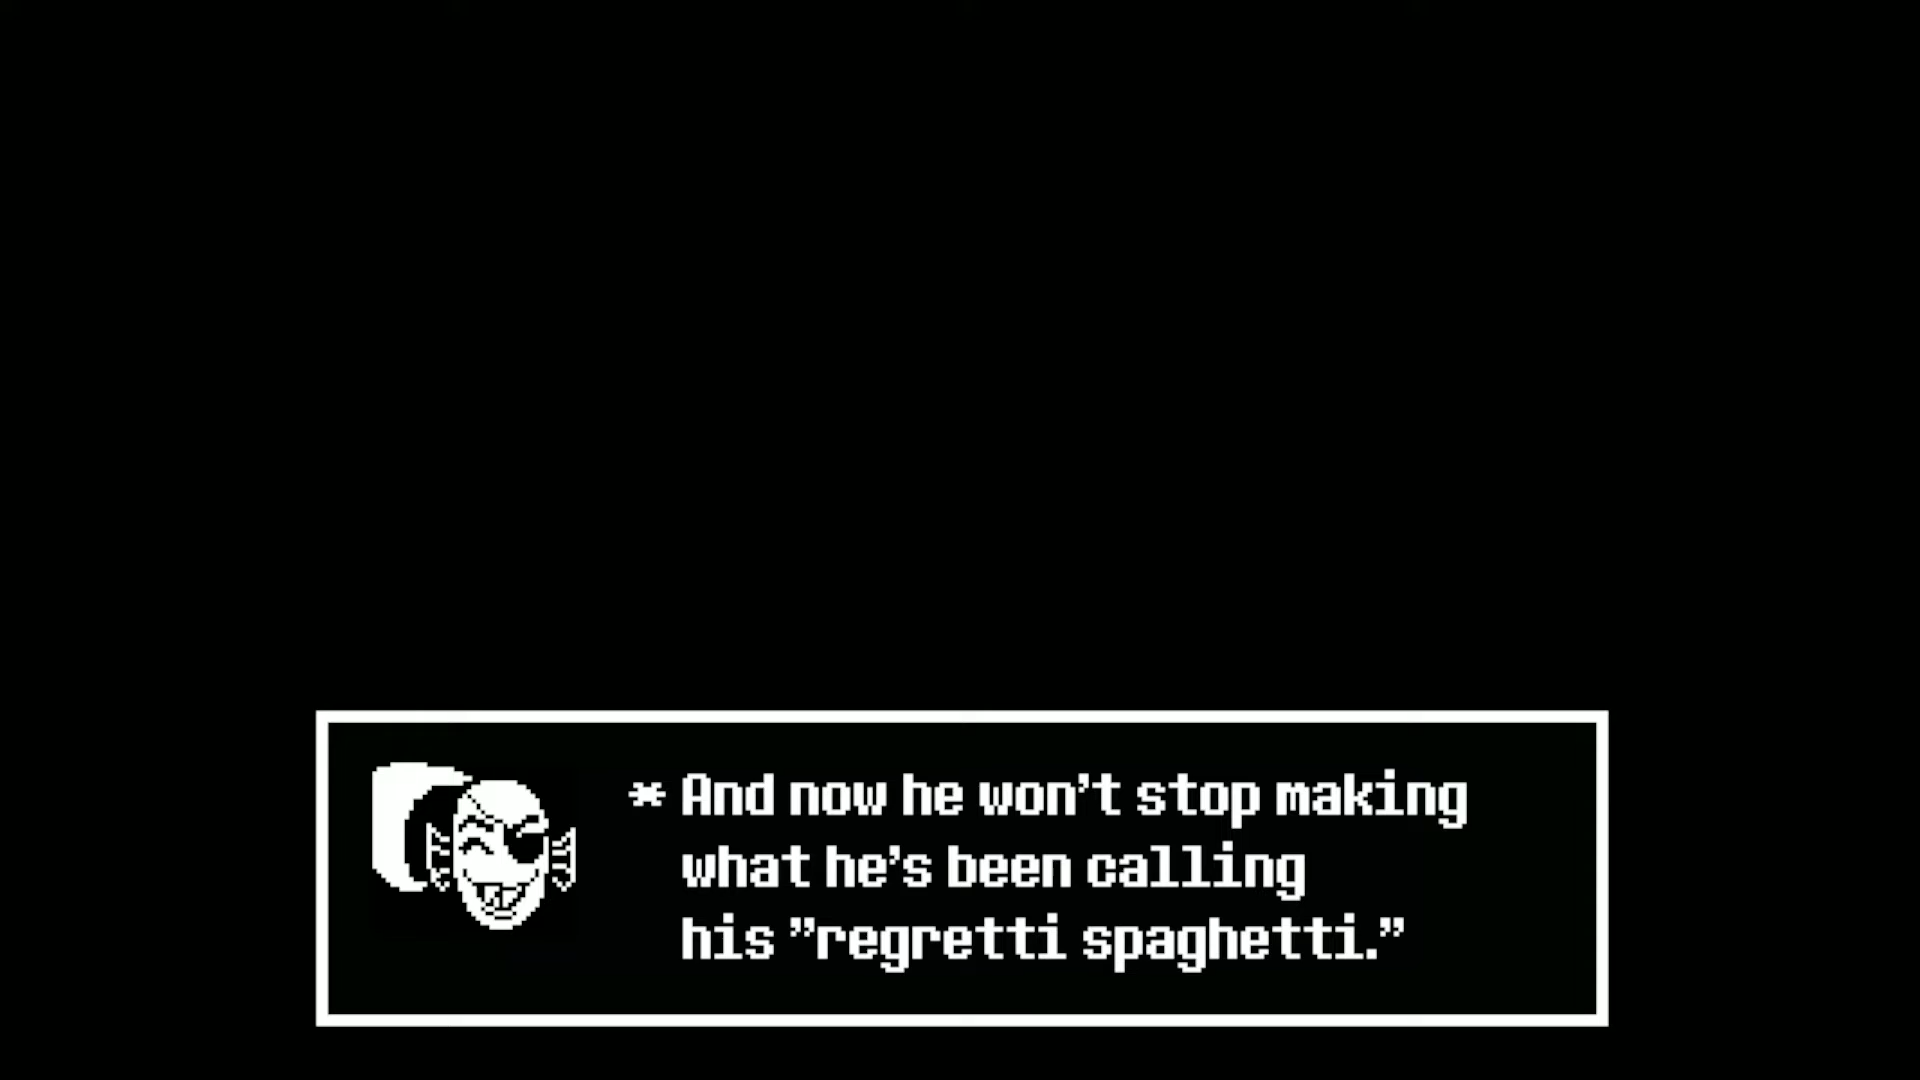 * And now he won't stop making
what he's been calling
his "regretti spaghetti."